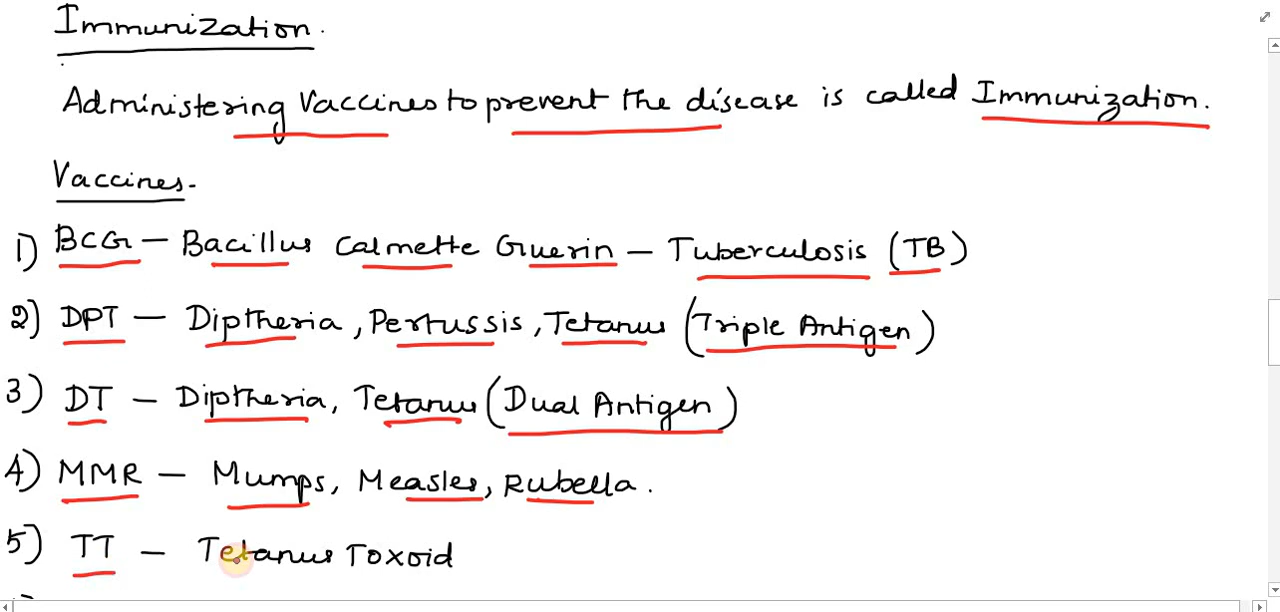 Immunization.
Administering Vaccines to prevent the disease is called Immunization.
Vaccines.
1) BCG - Bacillus Calmette Guerin - Tuberculosis (TB)
2) DPT - Diptheria, Pertussis, Tetanus (Triple Antigen)
3) DT - Diptheria, Tetanus (Dual Antigen)
4) MMR - Mumps, Measles, Rubella.
5) TT - Tetanus Toxoid